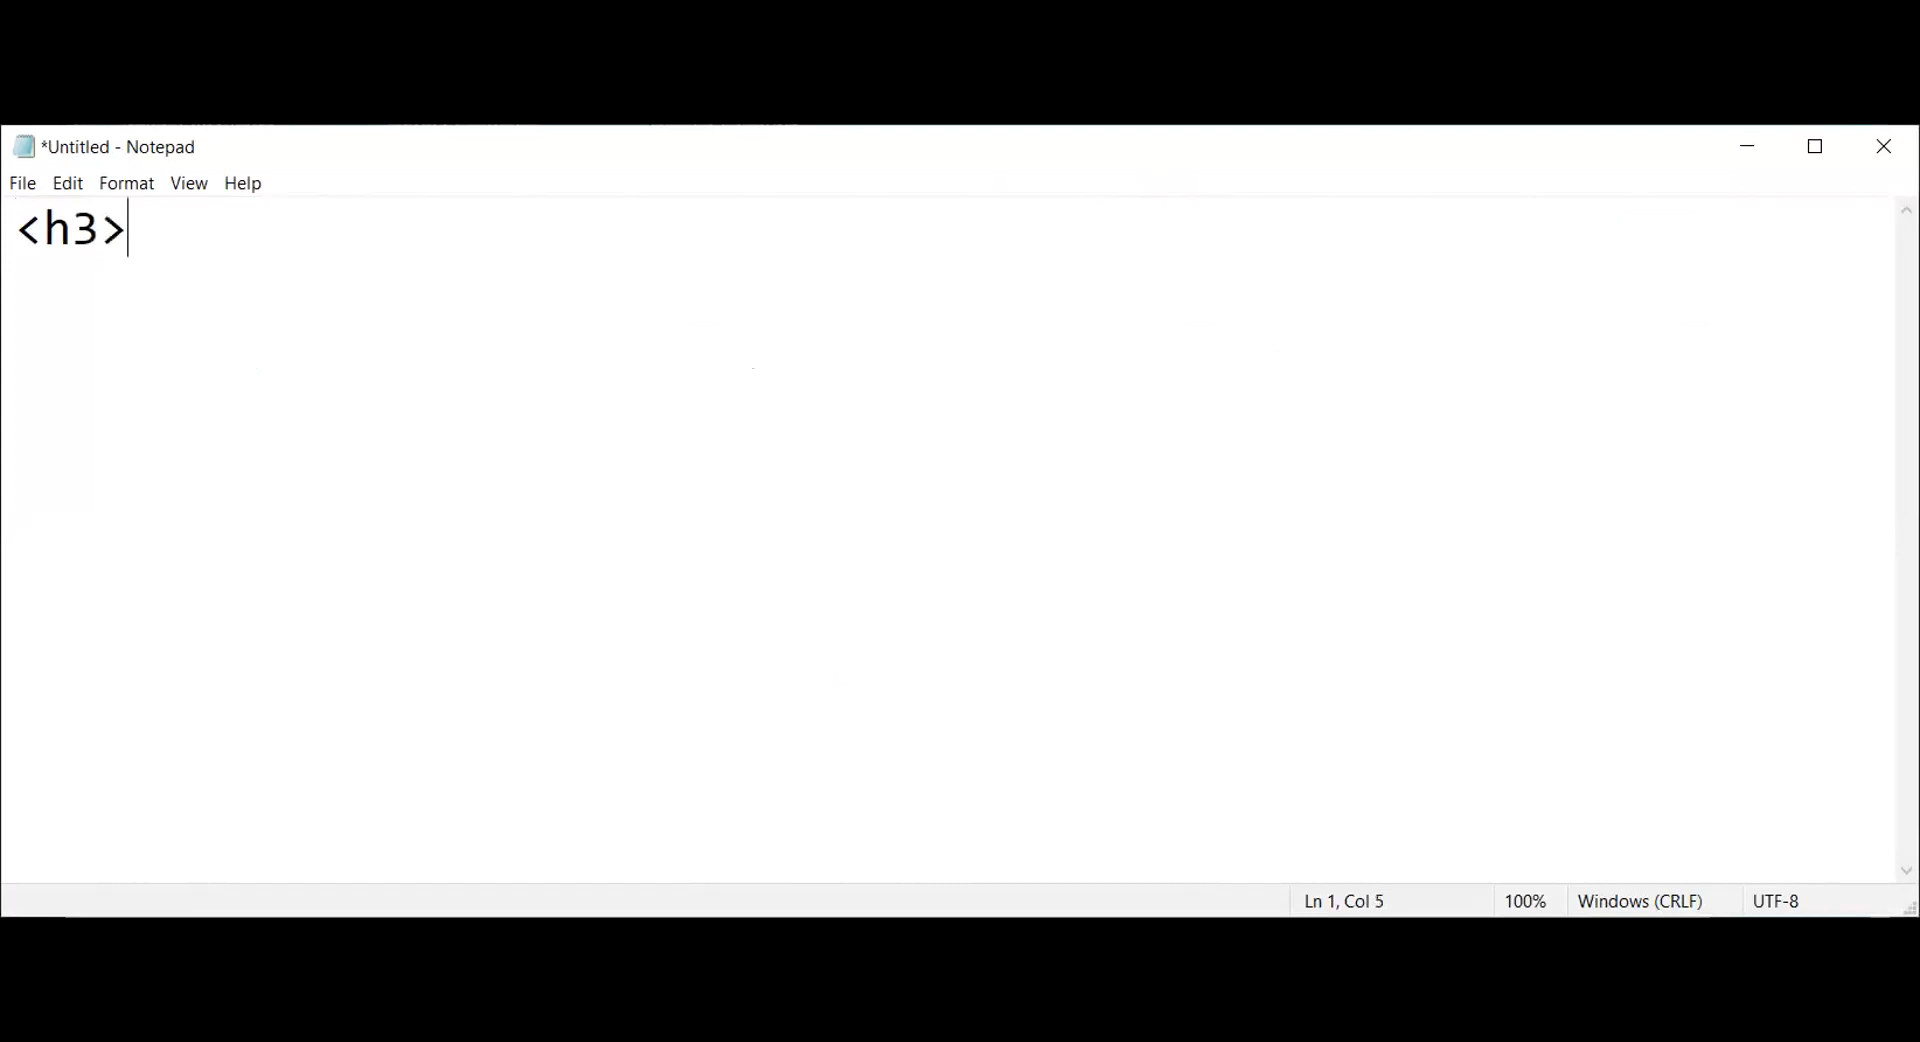 *Untitled - Notepad
File Edit Format View Help
<h3>
Ln 1, Col 5 100% Windows (CRLF) UTF-8